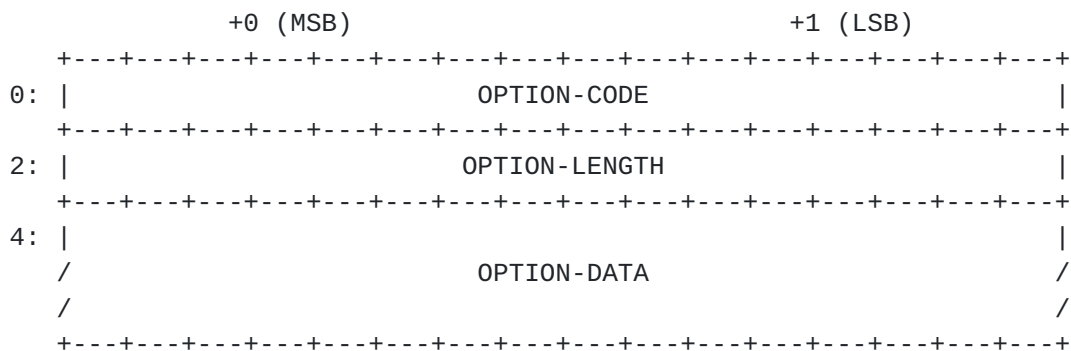 +0 (MSB)                            +1 (LSB)
+---+---+---+---+---+---+---+---+---+---+---+---+---+---+---+---+
0: |                          OPTION-CODE                          |
+---+---+---+---+---+---+---+---+---+---+---+---+---+---+---+---+
2: |                         OPTION-LENGTH                         |
+---+---+---+---+---+---+---+---+---+---+---+---+---+---+---+---+
4: |                                                               |
/                          OPTION-DATA                          /
/                                                               /
+---+---+---+---+---+---+---+---+---+---+---+---+---+---+---+---+